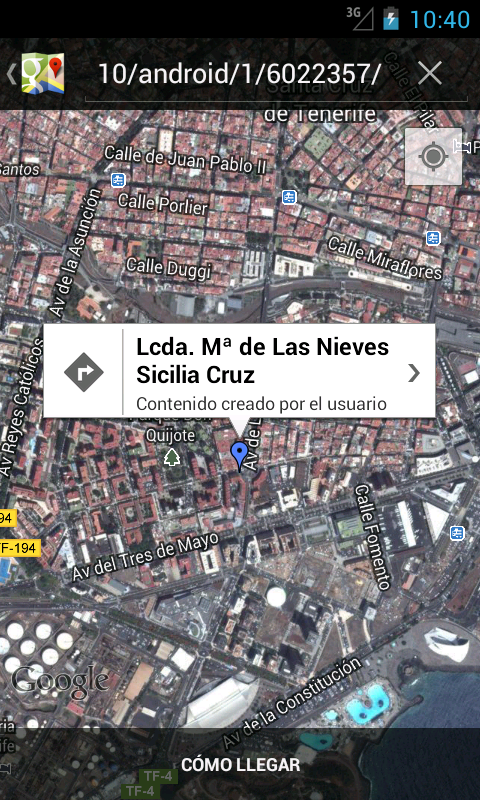 3G
10:40
10/android/1/6022357/
Santa Cruz
de Tenerife
Calle de Juan Pablo II
Santos
P
Calle Porlier
Av de la Asunción
Calle Duggi
Calle Miraflores
Lcda. Mª de Las Nieves
Sicilia Cruz
Contenido creado por el usuario
Av Reyes Católicos
Quijote
Av de L
TF-194
Calle Fomento
Av del Tres de Mayo
Google
Av de la Constitución
CÓMO LLEGAR
TF-4
TF-4